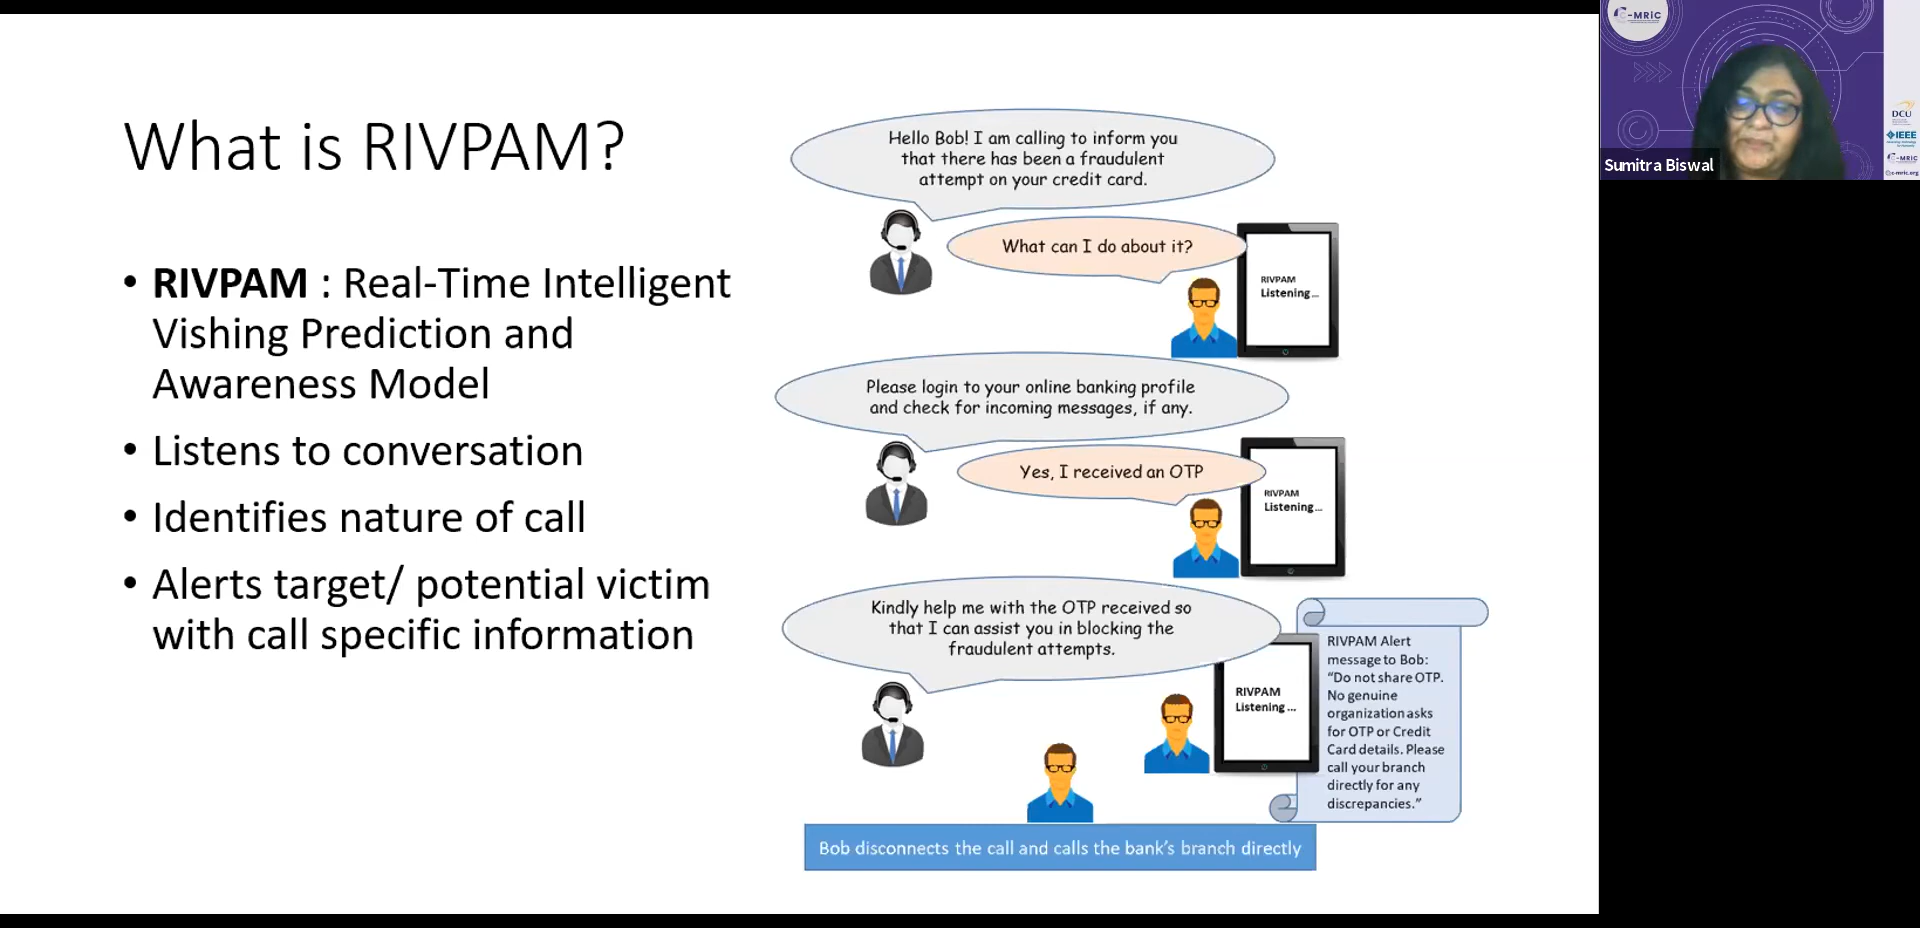 What is RIVPAM?
• RIVPAM : Real-Time Intelligent
Vishing Prediction and
Awareness Model
• Listens to conversation
• Identifies nature of call
• Alerts target/ potential victim
with call specific information
Hello Bob! I am calling to inform you
that there has been a fraudulent
attempt on your credit card.
What can I do about it?
RIVPAM
Listening...
Please login to your online banking profile
and check for incoming messages, if any.
Yes, I received an OTP
RIVPAM
Listening...
Kindly help me with the OTP received so
that I can assist you in blocking the
fraudulent attempts.
RIVPAM
Listening ...
RIVPAM Alert
message to Bob:
“Do not share OTP.
No genuine
organization asks
for OTP or Credit
Card details. Please
call your branch
directly for any
discrepancies.”
Bob disconnects the call and calls the bank’s branch directly
C-MRiC
Sumitra Biswal
DCU
IEEE
C-MRiC
c-mric.org